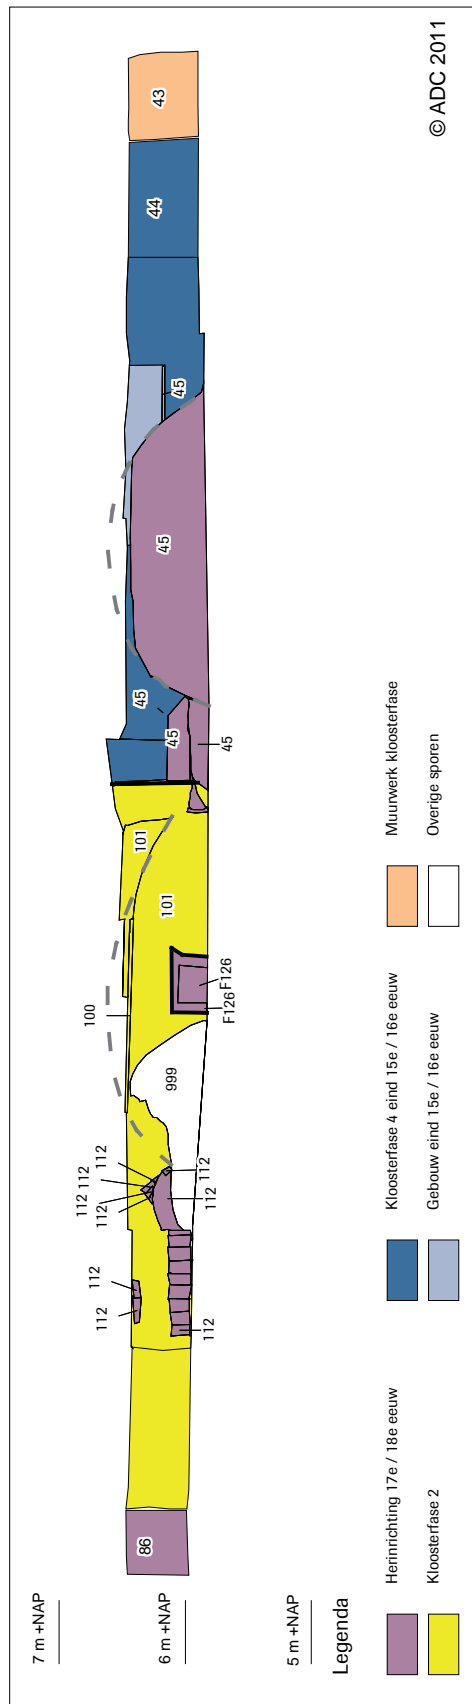 7 m +NAP
6 m +NAP
5 m +NAP
86
112
112
112
112
112
112
112
112
112
999
100
F126
F126
101
101
45
45
45
45
45
44
43
Legenda
Herinrichting 17e / 18e eeuw
Kloosterfase 2
Kloosterfase 4 eind 15e / 16e eeuw
Gebouw eind 15e / 16e eeuw
Muurwerk kloosterfase
Overige sporen
© ADC 2011